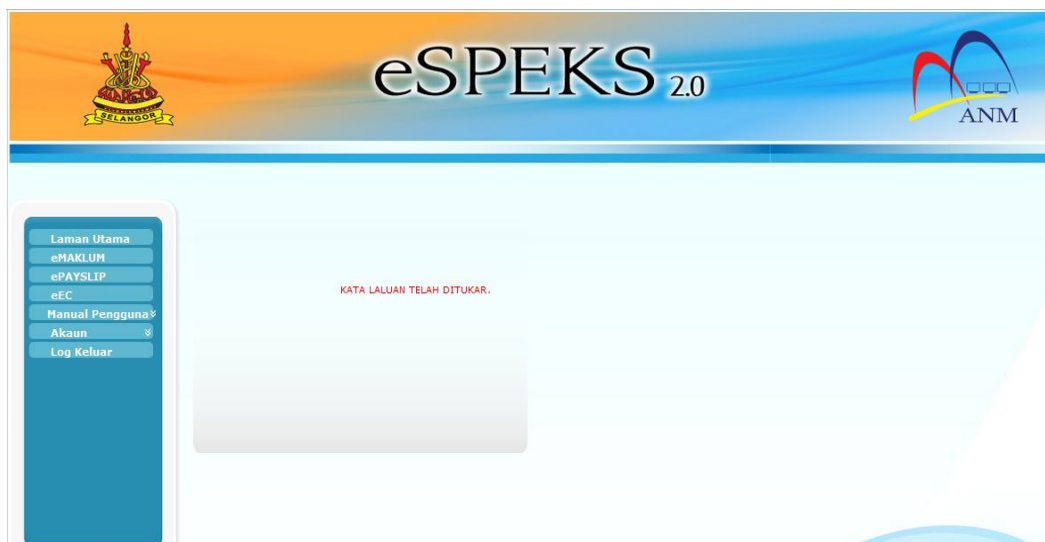 SELANGOR
eSPEKS 2.0
ANM
Laman Utama
eMAKLUM
ePAYSLIP
eEC
Manual Pengguna
Akaun
Log Keluar
KATA LALUAN TELAH DITUKAR.